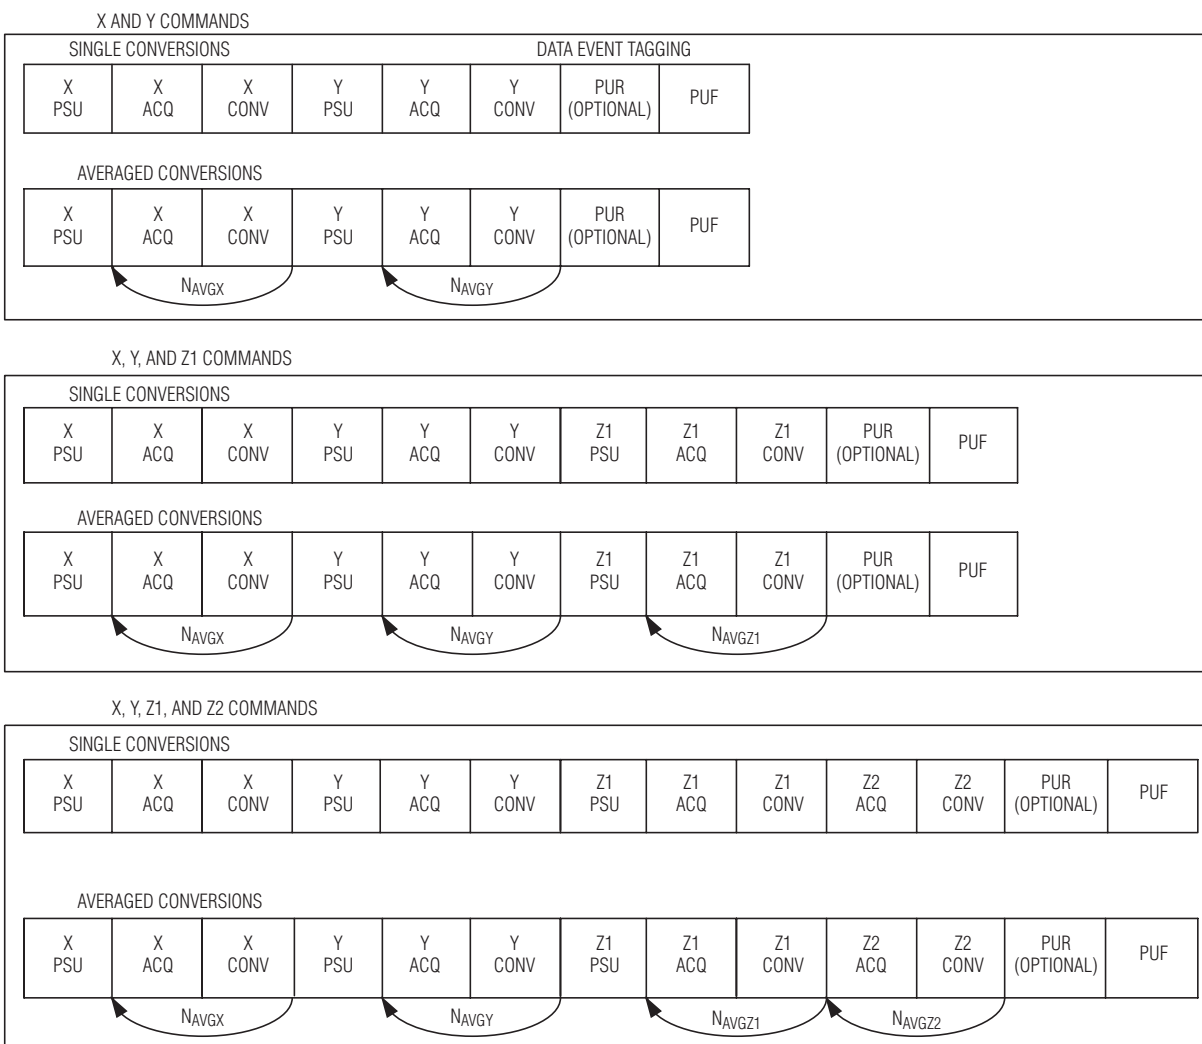 X AND Y COMMANDS
SINGLE CONVERSIONS DATA EVENT TAGGING
X PSU X ACQ X CONV Y PSU Y ACQ Y CONV PUR (OPTIONAL) PUF
AVERAGED CONVERSIONS
X PSU X ACQ X CONV Y PSU Y ACQ Y CONV PUR (OPTIONAL) PUF
NAVGX NAVGY
X, Y, AND Z1 COMMANDS
SINGLE CONVERSIONS
X PSU X ACQ X CONV Y PSU Y ACQ Y CONV Z1 PSU Z1 ACQ Z1 CONV PUR (OPTIONAL) PUF
AVERAGED CONVERSIONS
X PSU X ACQ X CONV Y PSU Y ACQ Y CONV Z1 PSU Z1 ACQ Z1 CONV PUR (OPTIONAL) PUF
NAVGX NAVGY NAVGZ1
X, Y, Z1, AND Z2 COMMANDS
SINGLE CONVERSIONS
X PSU X ACQ X CONV Y PSU Y ACQ Y CONV Z1 PSU Z1 ACQ Z1 CONV Z2 ACQ Z2 CONV PUR (OPTIONAL) PUF
AVERAGED CONVERSIONS
X PSU X ACQ X CONV Y PSU Y ACQ Y CONV Z1 PSU Z1 ACQ Z1 CONV Z2 ACQ Z2 CONV PUR (OPTIONAL) PUF
NAVGX NAVGY NAVGZ1 NAVGZ2